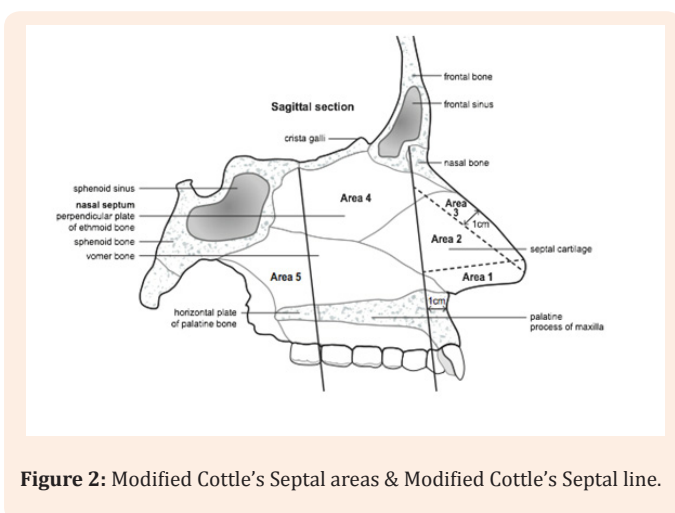 frontal bone
Sagittal section
frontal sinus
crista galli
nasal bone
sphenoid sinus
nasal septum
perpendicular plate
of ethmoid bone
sphenoid bone
vomer bone
Area 4
Area
3
1cm
Area 2
septal cartilage
Area 5
Area 1
1cm
horizontal plate
of palatine bone
palatine
process of maxilla
Figure 2: Modified Cottle's Septal areas & Modified Cottle's Septal line.